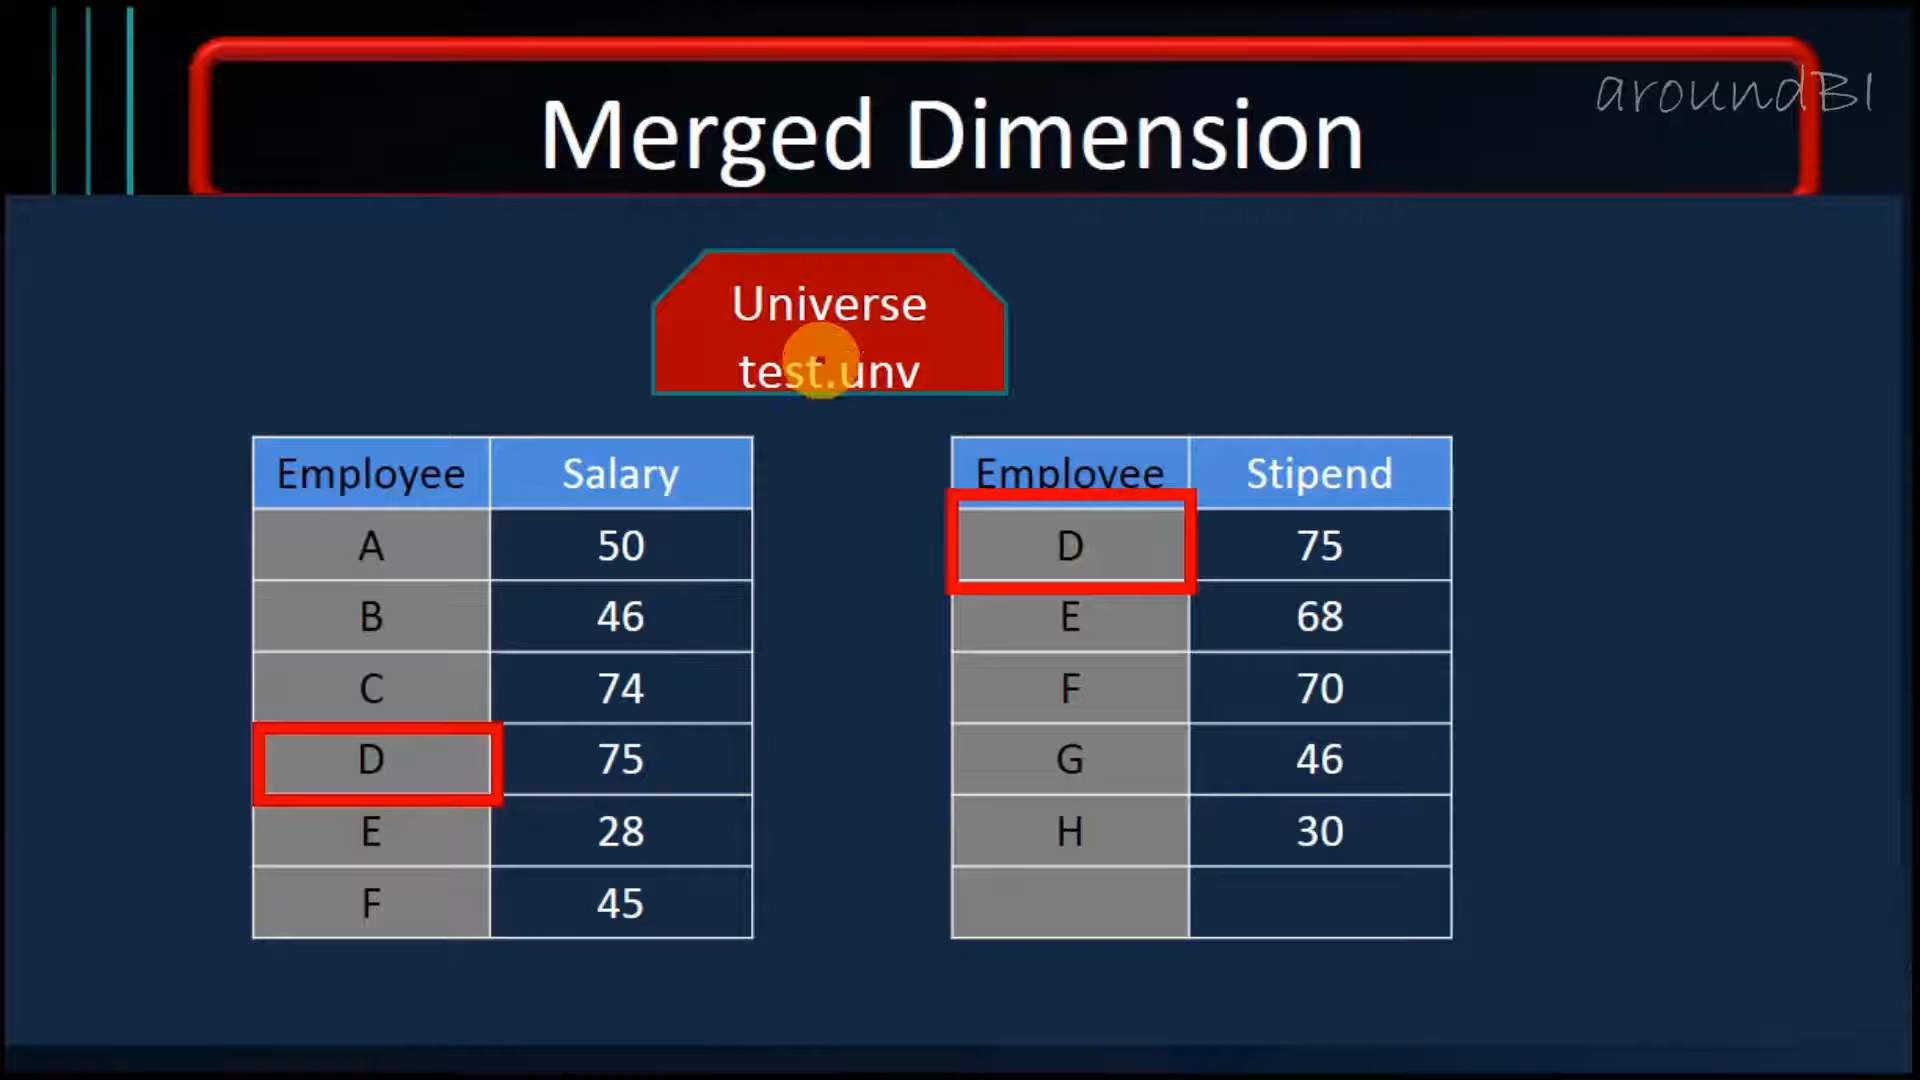 aroundBI
Merged Dimension
Universe
test.unv
Employee Salary
A 50
B 46
C 74
D 75
E 28
F 45
Employee Stipend
D 75
E 68
F 70
G 46
H 30